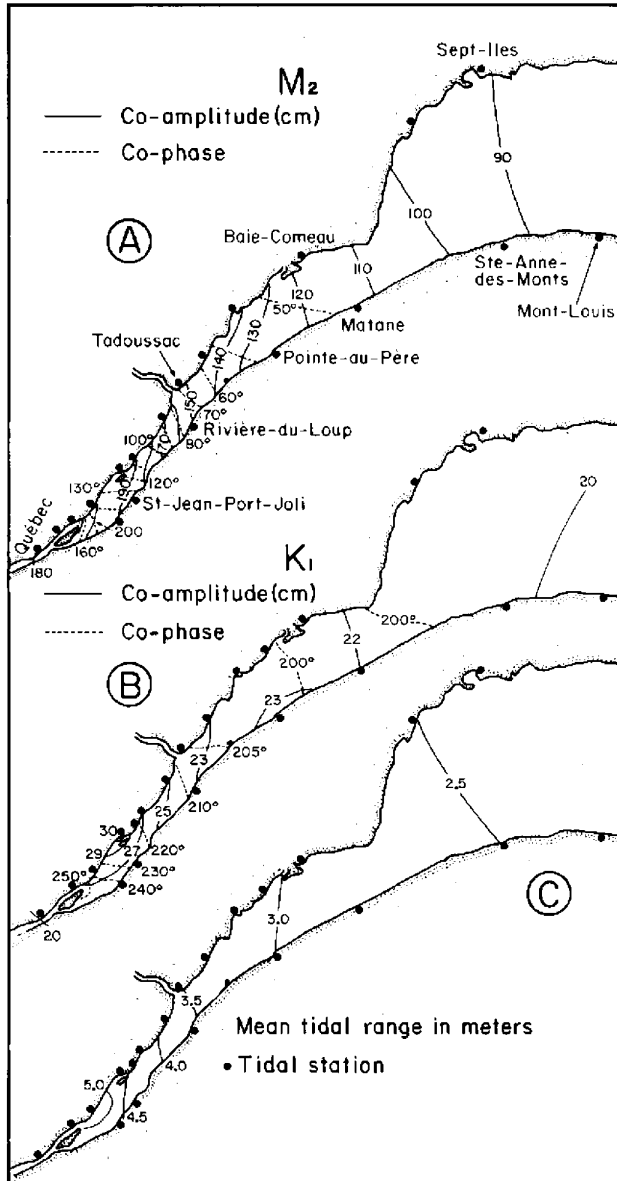 Sept-Iles
M2
Co-amplitude (cm)
Co-phase
90
100
A
Baie-Comeau
110
Ste-Anne-
des-Monts
120
50°
Matane
Mont-Louis
130
Tadoussac
140
Pointe-au-Père
150
60°
70°
Rivière-du-Loup
100°
170
80°
120°
190
130°
St-Jean-Port-Joli
Québec
200
160°
180
K1
20
Co-amplitude (cm)
Co-phase
200°
22
200°
B
23
23
205°
210°
25
30
27
220°
29
250°
230°
240°
20
2.5
C
3.0
3.5
Mean tidal range in meters
Tidal station
4.0
5.0
4.5